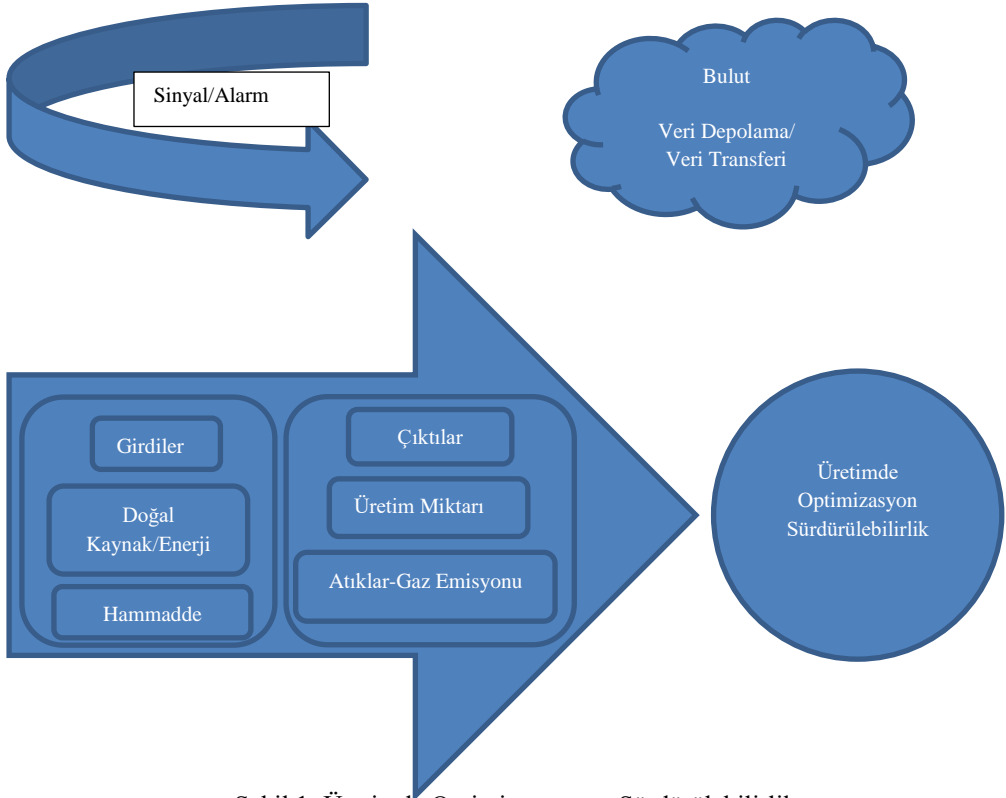 Sinyal/Alarm
Bulut
Veri Depolama/
Veri Transferi
Girdiler
Doğal
Kaynak/Enerji
Hammadde
Çıktılar
Üretim Miktarı
Atıklar-Gaz Emisyonu
Üretimde
Optimizasyon
Sürdürülebilirlik